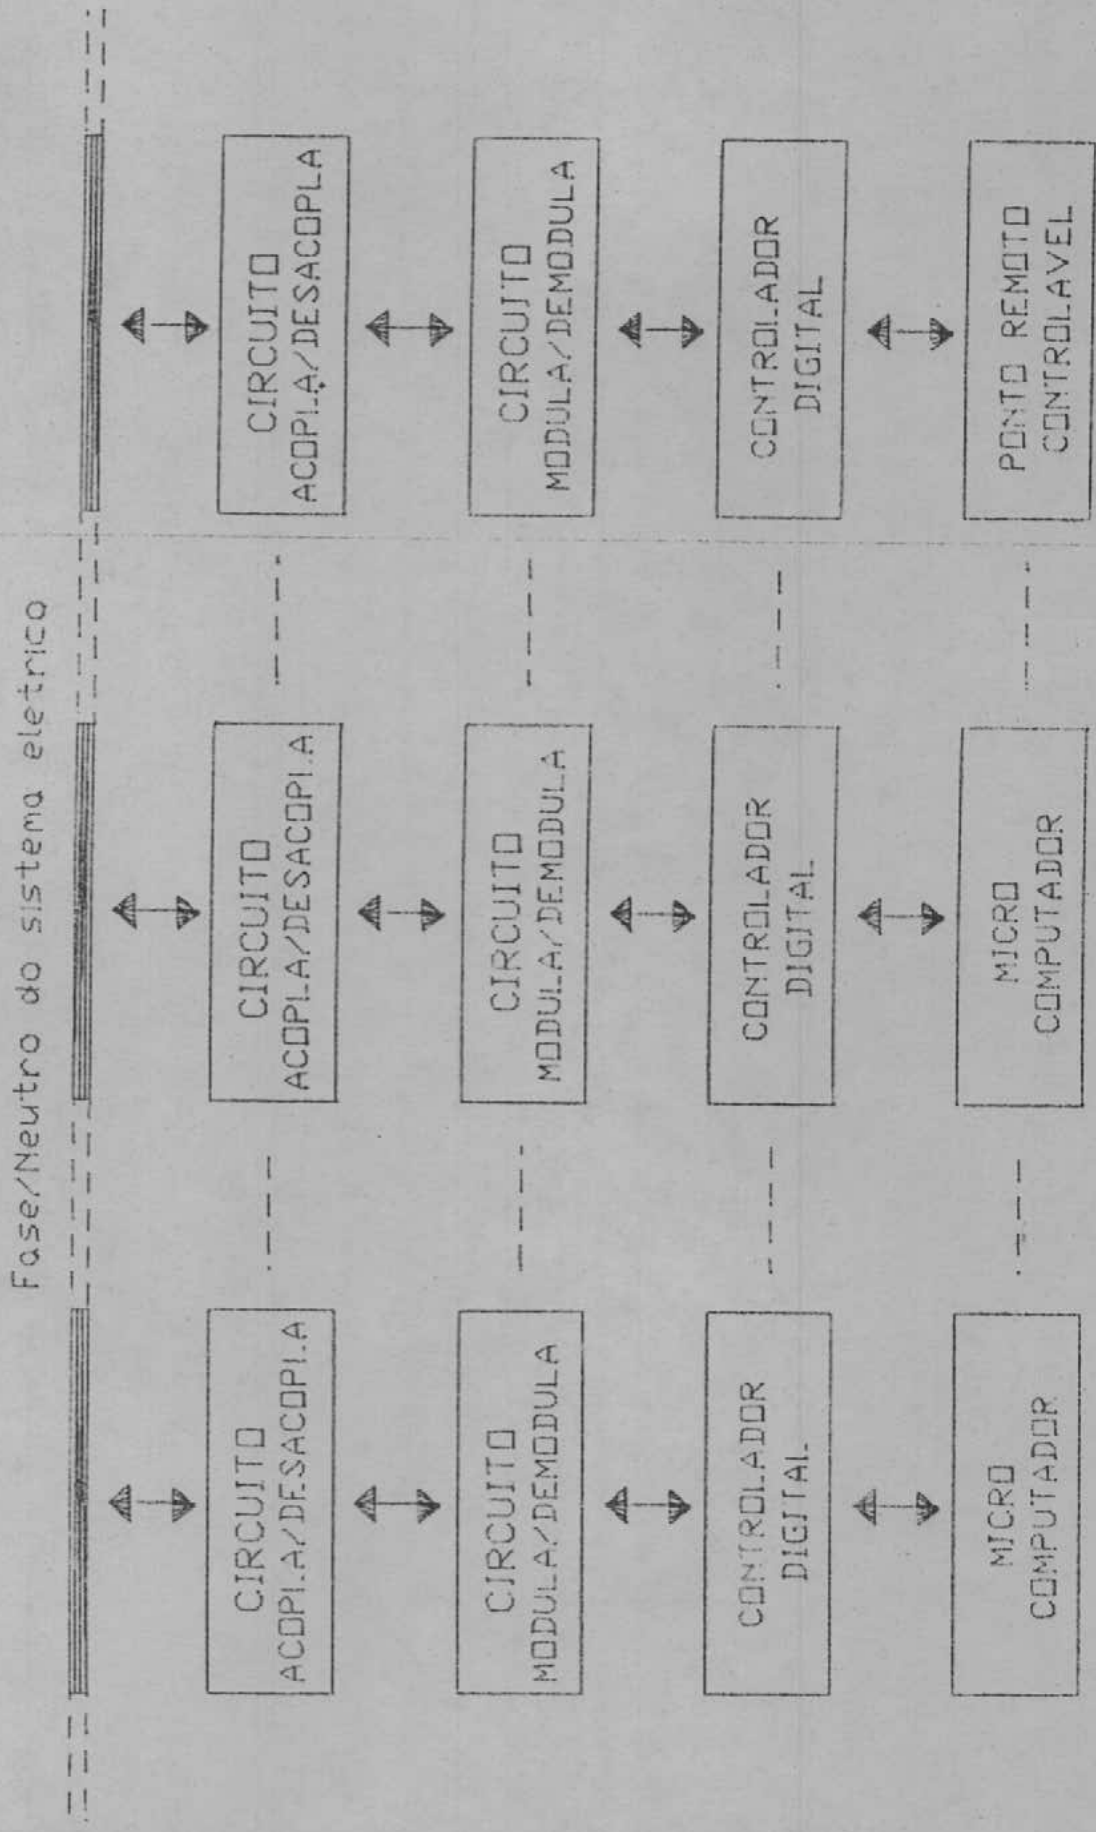 Fase/Neutro do sistema eletrico
CIRCUITO
ACOPLA/DESACOPLA
CIRCUITO
ACOPLA/DESACOPLA
CIRCUITO
ACOPLA/DESACOPLA
CIRCUITO
MODULA/DEMODULA
CIRCUITO
MODULA/DEMODULA
CIRCUITO
MODULA/DEMODULA
CONTROLADOR
DIGITAL
CONTROLADOR
DIGITAL
CONTROLADOR
DIGITAL
MICRO
COMPUTADOR
MICRO
COMPUTADOR
PONTO REMOTO
CONTROLAVEL